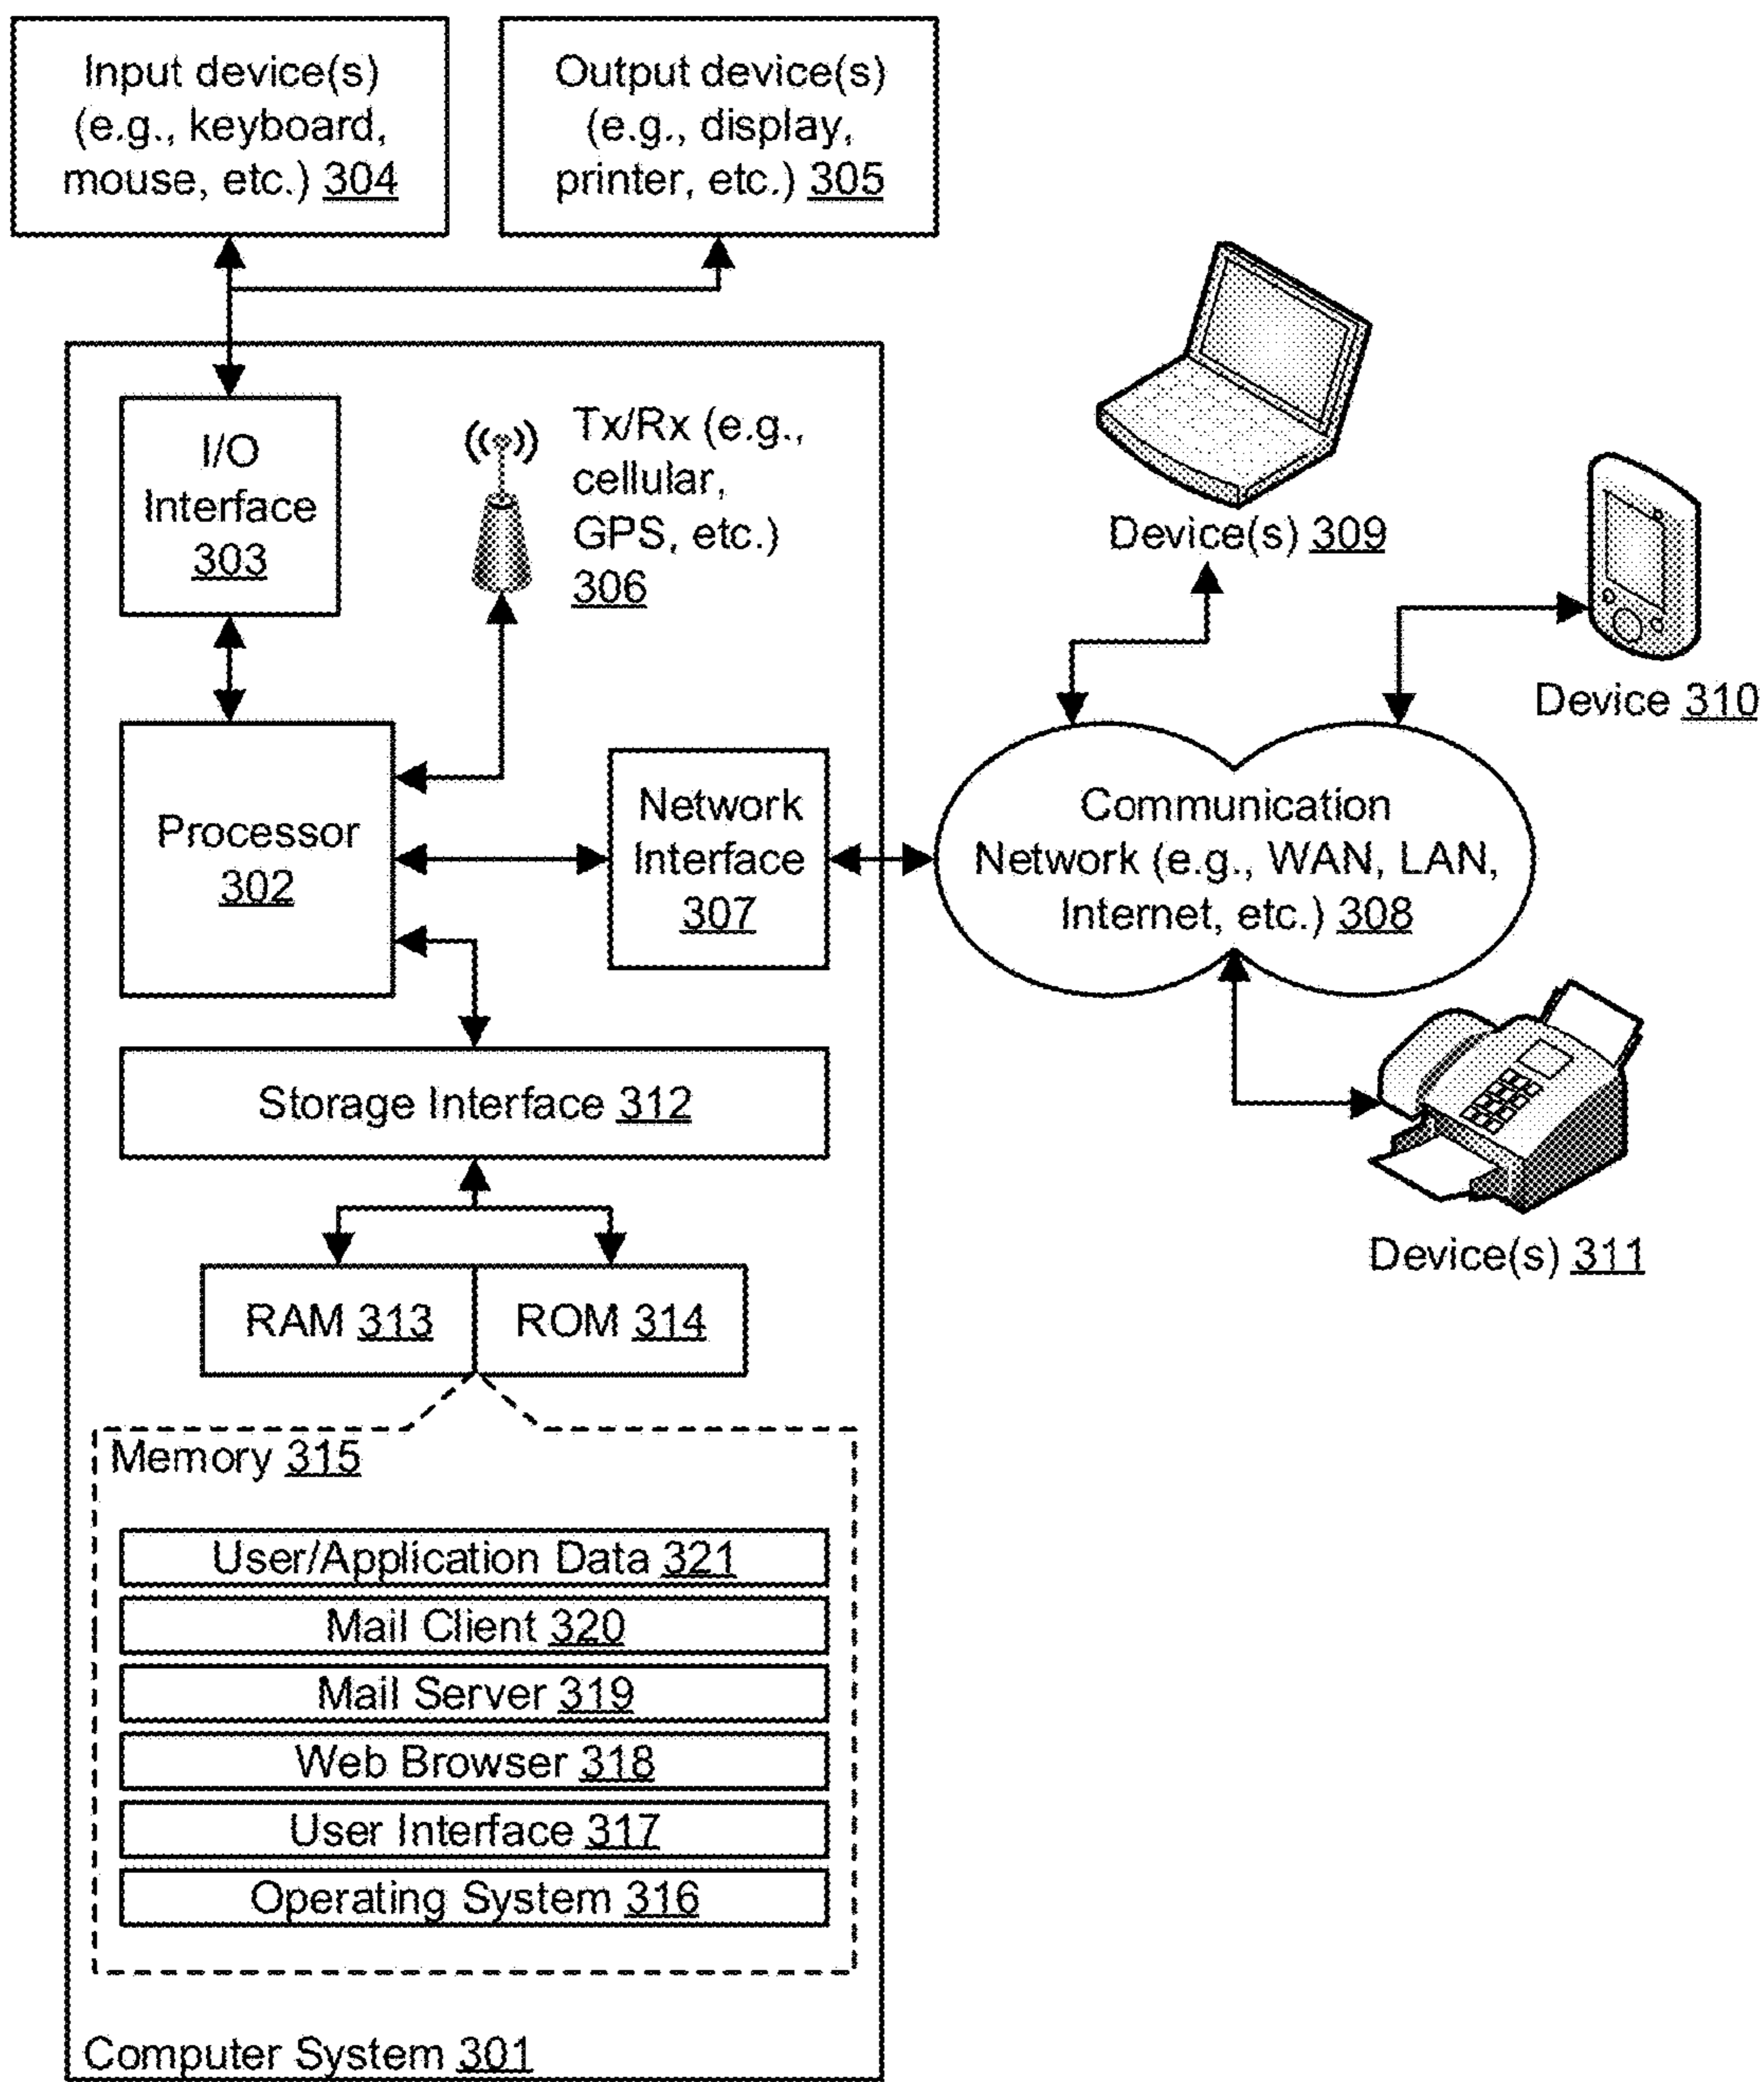 Input device(s)
(e.g., keyboard,
mouse, etc.) 304
Output device(s)
(e.g., display,
printer, etc.) 305
I/O
Interface
303
Tx/Rx (e.g.,
cellular,
GPS, etc.)
306
Device(s) 309
Device 310
Processor
302
Network
Interface
307
Communication
Network (e.g., WAN, LAN,
Internet, etc.) 308
Storage Interface 312
Device(s) 311
RAM 313
ROM 314
Memory 315
User/Application Data 321
Mail Client 320
Mail Server 319
Web Browser 318
User Interface 317
Operating System 316
Computer System 301